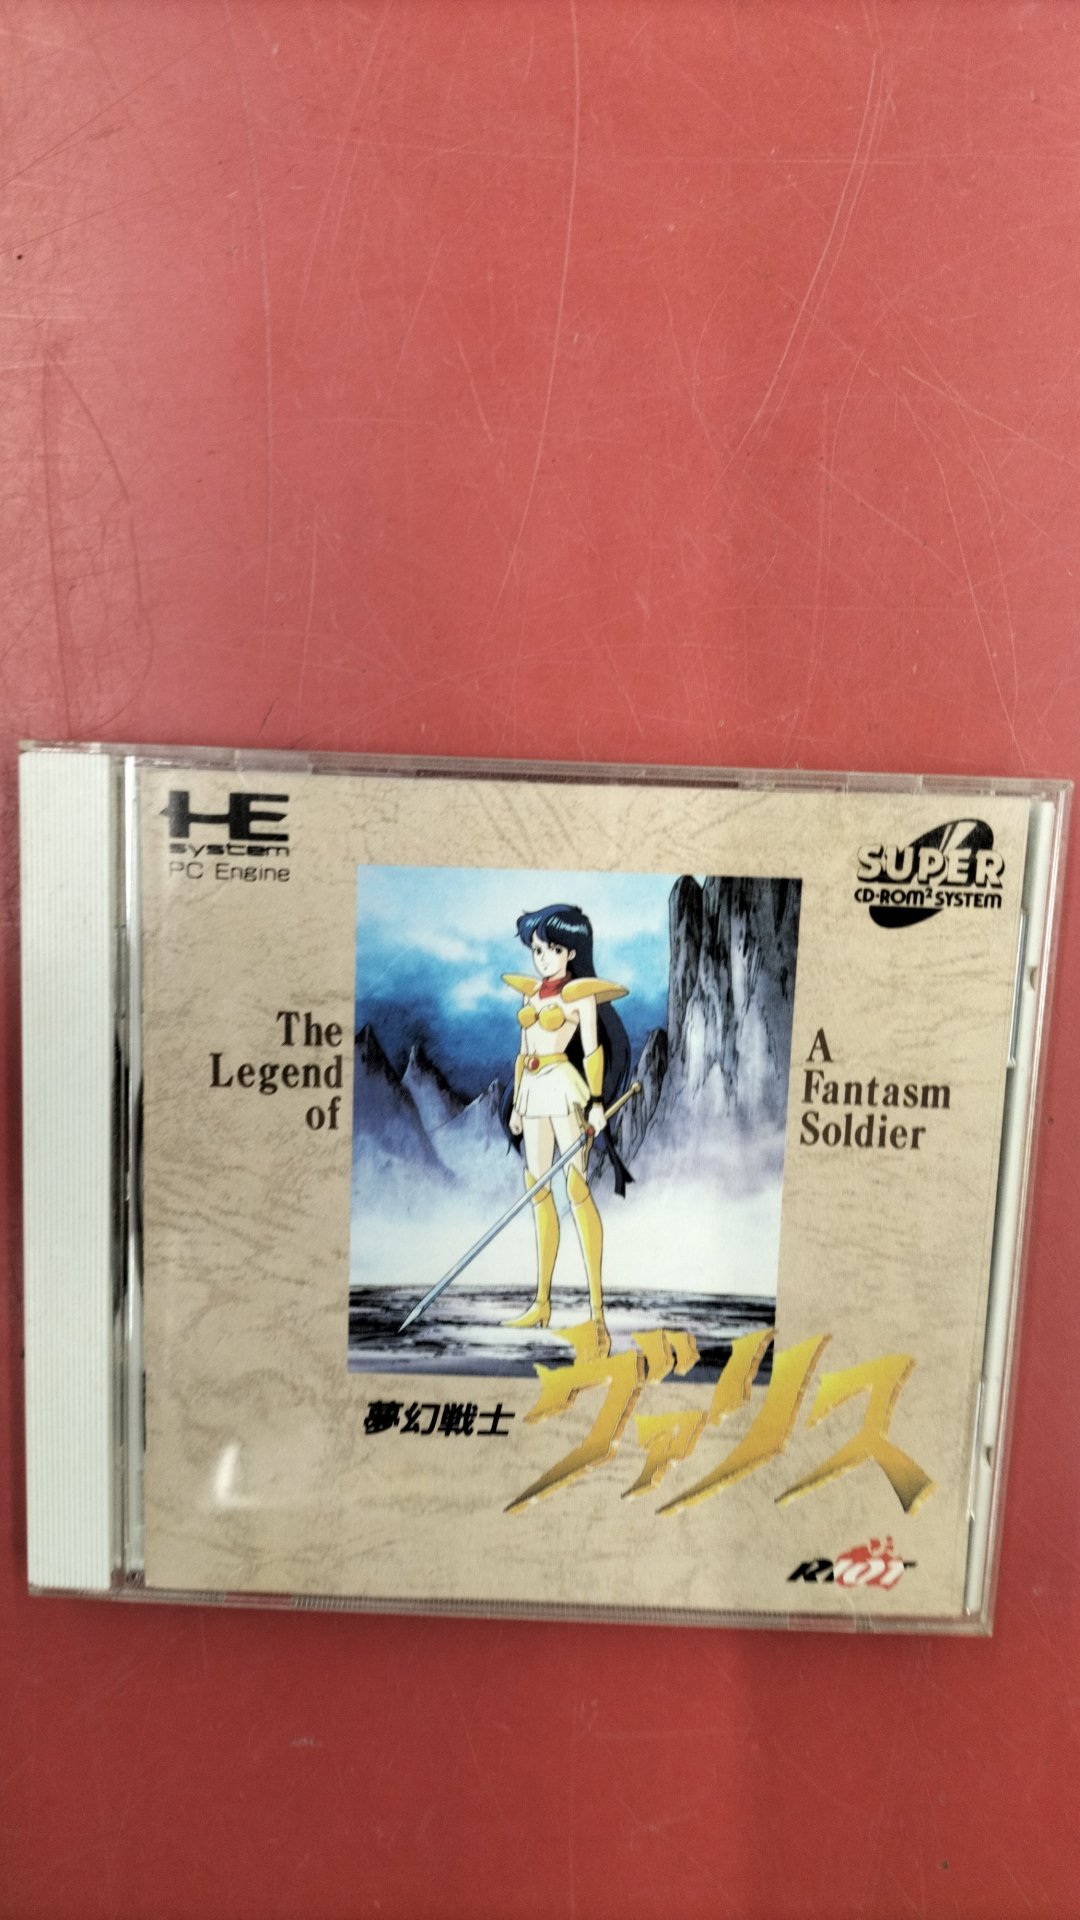 HE
system
PC Engine
SUPER
CD-ROM² SYSTEM
The
Legend
of
A
Fantasm
Soldier
夢幻戦士
ヴァリス
RIOT